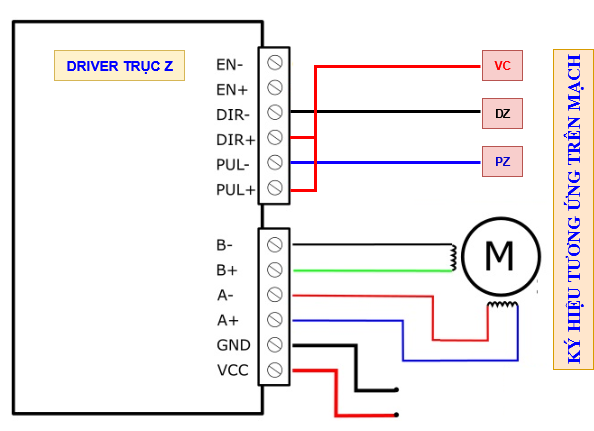 DRIVER TRỤC Z
EN-
EN+
DIR-
DIR+
PUL-
PUL+
VC
DZ
PZ
B-
B+
A-
A+
GND
VCC
M
KÝ HIỆU TƯƠNG ỨNG TRÊN MẠCH